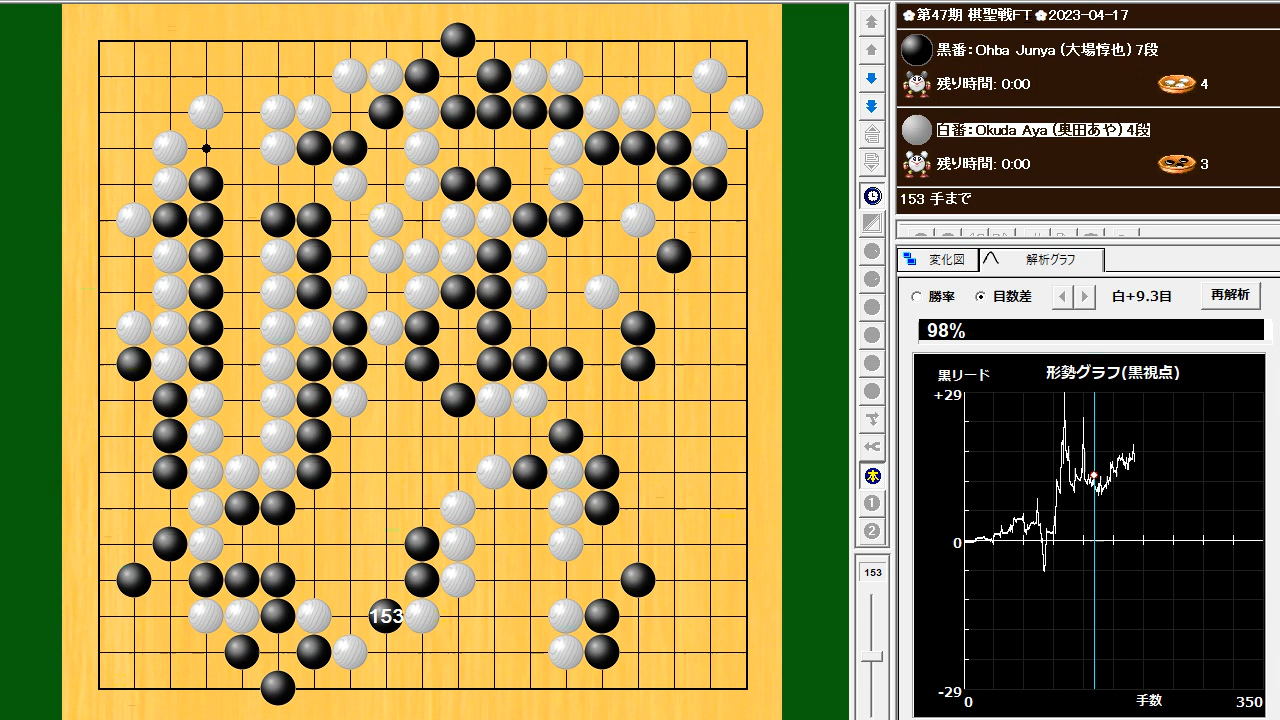 第47期 棋聖戦FT 2023-04-17
黒番:Ohba Junya (大場惇也) 7段
残り時間: 0:00
4
白番:Okuda Aya (奥田あや) 4段
残り時間: 0:00
3
153 手まで
変化図
解析グラフ
勝率
目数差
白+9.3目
再解析
98%
黒リード
形勢グラフ(黒視点)
+29
0
-29
0
手数
350
153
1
2
153